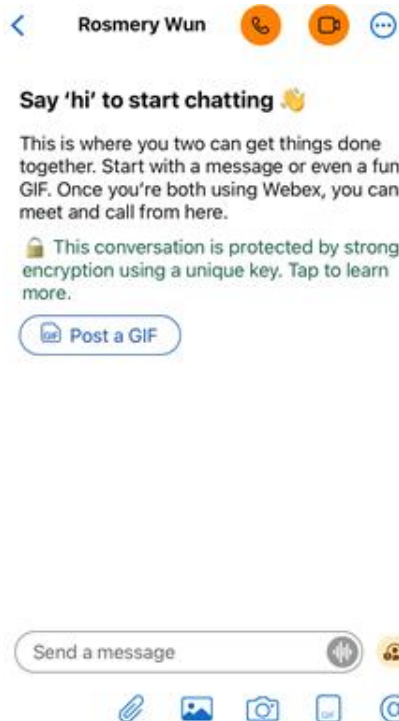 Rosmery Wun
Say ‘hi’ to start chatting 👋
This is where you two can get things done
together. Start with a message or even a fun
GIF. Once you’re both using Webex, you can
meet and call from here.
🔒 This conversation is protected by strong
encryption using a unique key. Tap to learn
more.
GIF Post a GIF
Send a message
GIF